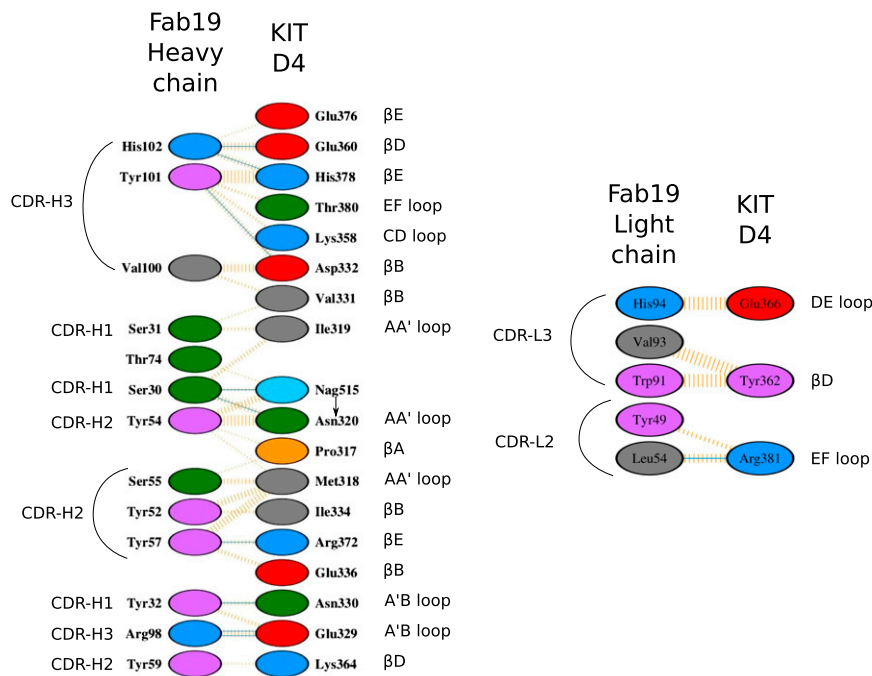 Fab19
Heavy
chain
KIT
D4
Glu376 βE
His102 Glu360 βD
Tyr101 His378 βE
CDR-H3
Thr380 EF loop
Lys358 CD loop
Val100 Asp332 βB
Val331 βB
CDR-H1 Ser31 Ile319 AA' loop
Thr74
CDR-H1 Ser30 Nag515
CDR-H2 Tyr54 Asn320 AA' loop
Pro317 βA
Ser55 Met318 AA' loop
CDR-H2 Tyr52 Ile334 βB
Tyr57 Arg372 βE
Glu336 βB
CDR-H1 Tyr32 Asn330 A'B loop
CDR-H3 Arg98 Glu329 A'B loop
CDR-H2 Tyr59 Lys364 βD
Fab19
Light
chain
KIT
D4
His94 Glu366 DE loop
CDR-L3 Val93
Trp91 Tyr362 βD
Tyr49
CDR-L2
Leu54 Arg381 EF loop